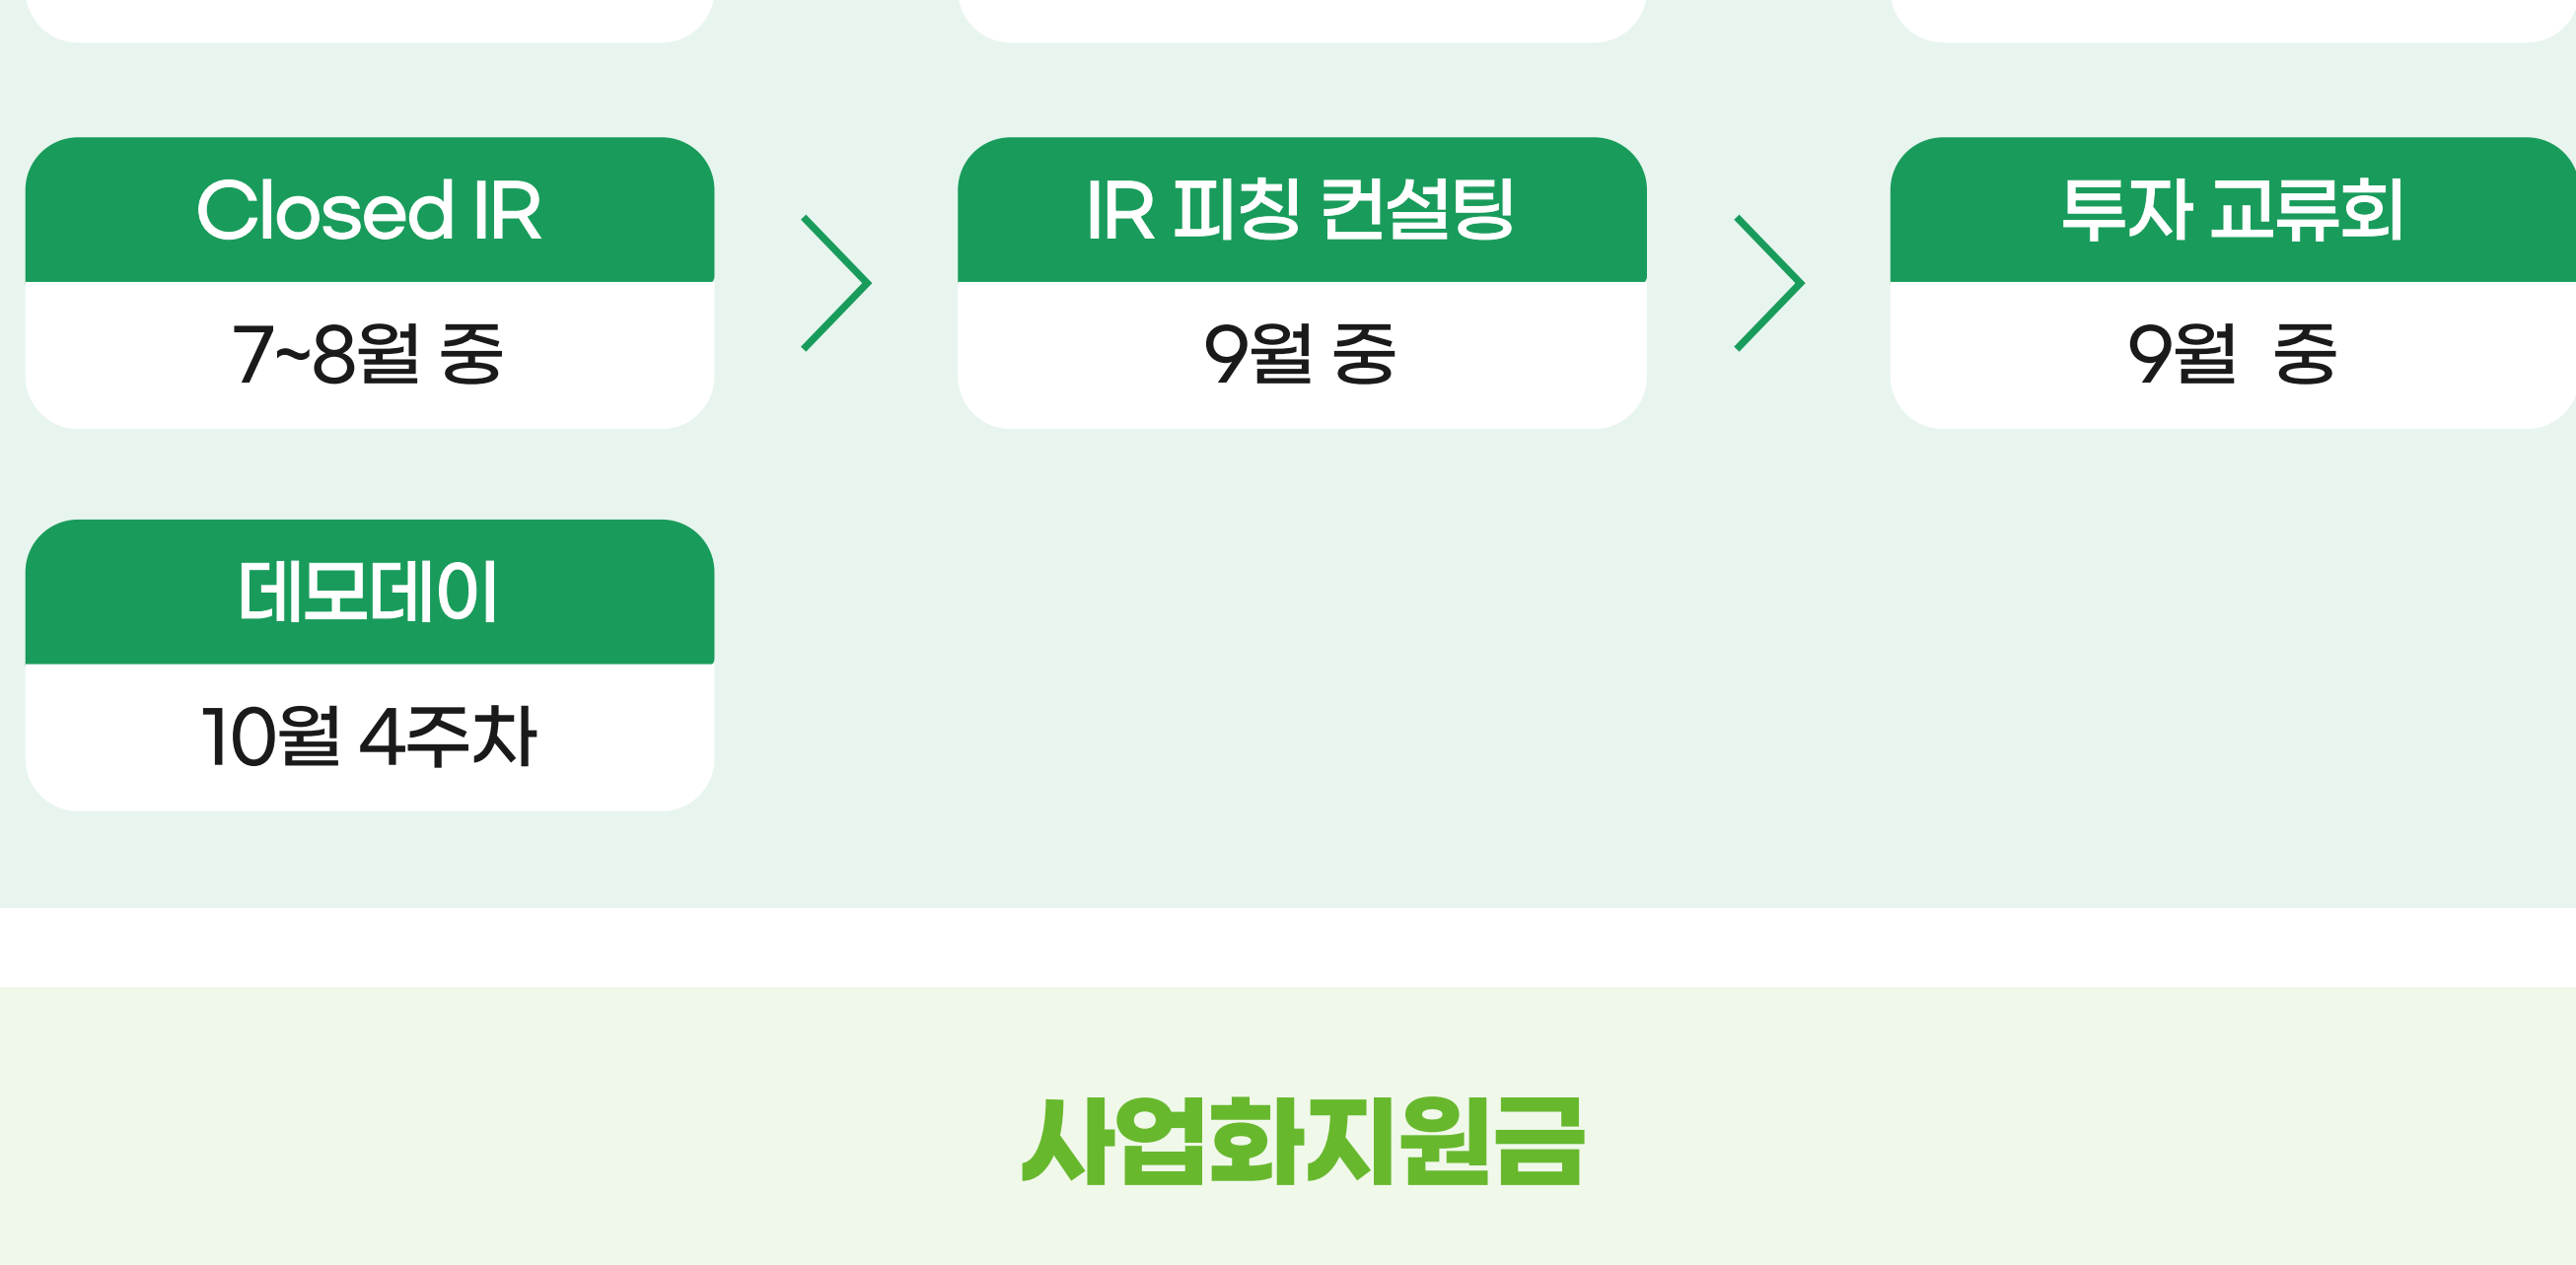 Closed IR
7~8월 중
IR 피칭 컨설팅
9월 중
투자 교류회
9월 중
데모데이
10월 4주차
사업화지원금